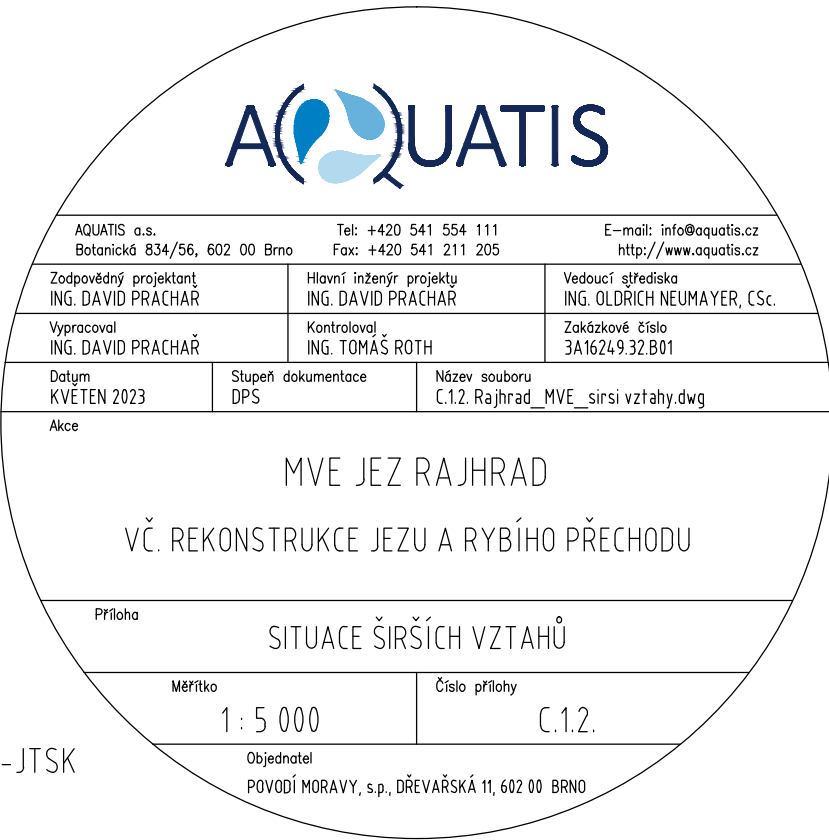 AQUATIS
AQUATIS a.s. Tel: +420 541 554 111 E-mail: info@aquatis.cz
Botanická 834/56, 602 00 Brno Fax: +420 541 211 205 http://www.aquatis.cz
Zodpovědný projektant Hlavní inženýr projektu Vedoucí střediska
ING. DAVID PRACHAŘ ING. DAVID PRACHAŘ ING. OLDŘICH NEUMAYER, CSc.
Vypracoval Kontroloval Zakázkové číslo
ING. DAVID PRACHAŘ ING. TOMÁŠ ROTH 3A16249.32.B01
Datum Stupeň dokumentace Název souboru
KVĚTEN 2023 DPS C.1.2. Rajhrad_MVE_sirsi vztahy.dwg
Akce
MVE JEZ RAJHRAD
VČ. REKONSTRUKCE JEZU A RYBÍHO PŘECHODU
Příloha
SITUACE ŠIRŠÍCH VZTAHŮ
Měřítko Číslo přílohy
1 : 5 000 C.1.2.
-JTSK
Objednatel
POVODÍ MORAVY, s.p., DŘEVAŘSKÁ 11, 602 00 BRNO